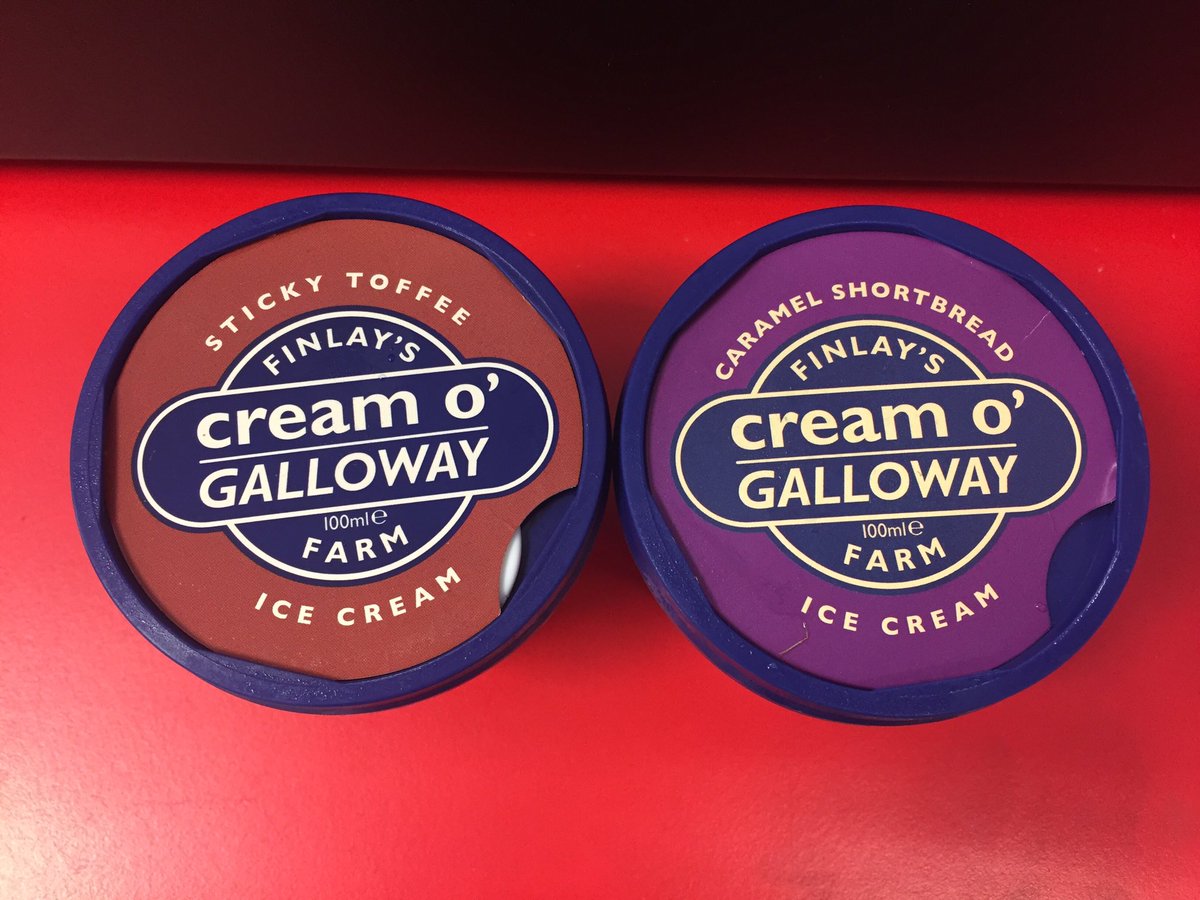 STICKY TOFFEE
FINLAY'S
cream o'
GALLOWAY
100ml℮
FARM
ICE CREAM
CARAMEL SHORTBREAD
FINLAY'S
cream o'
GALLOWAY
100ml℮
FARM
ICE CREAM